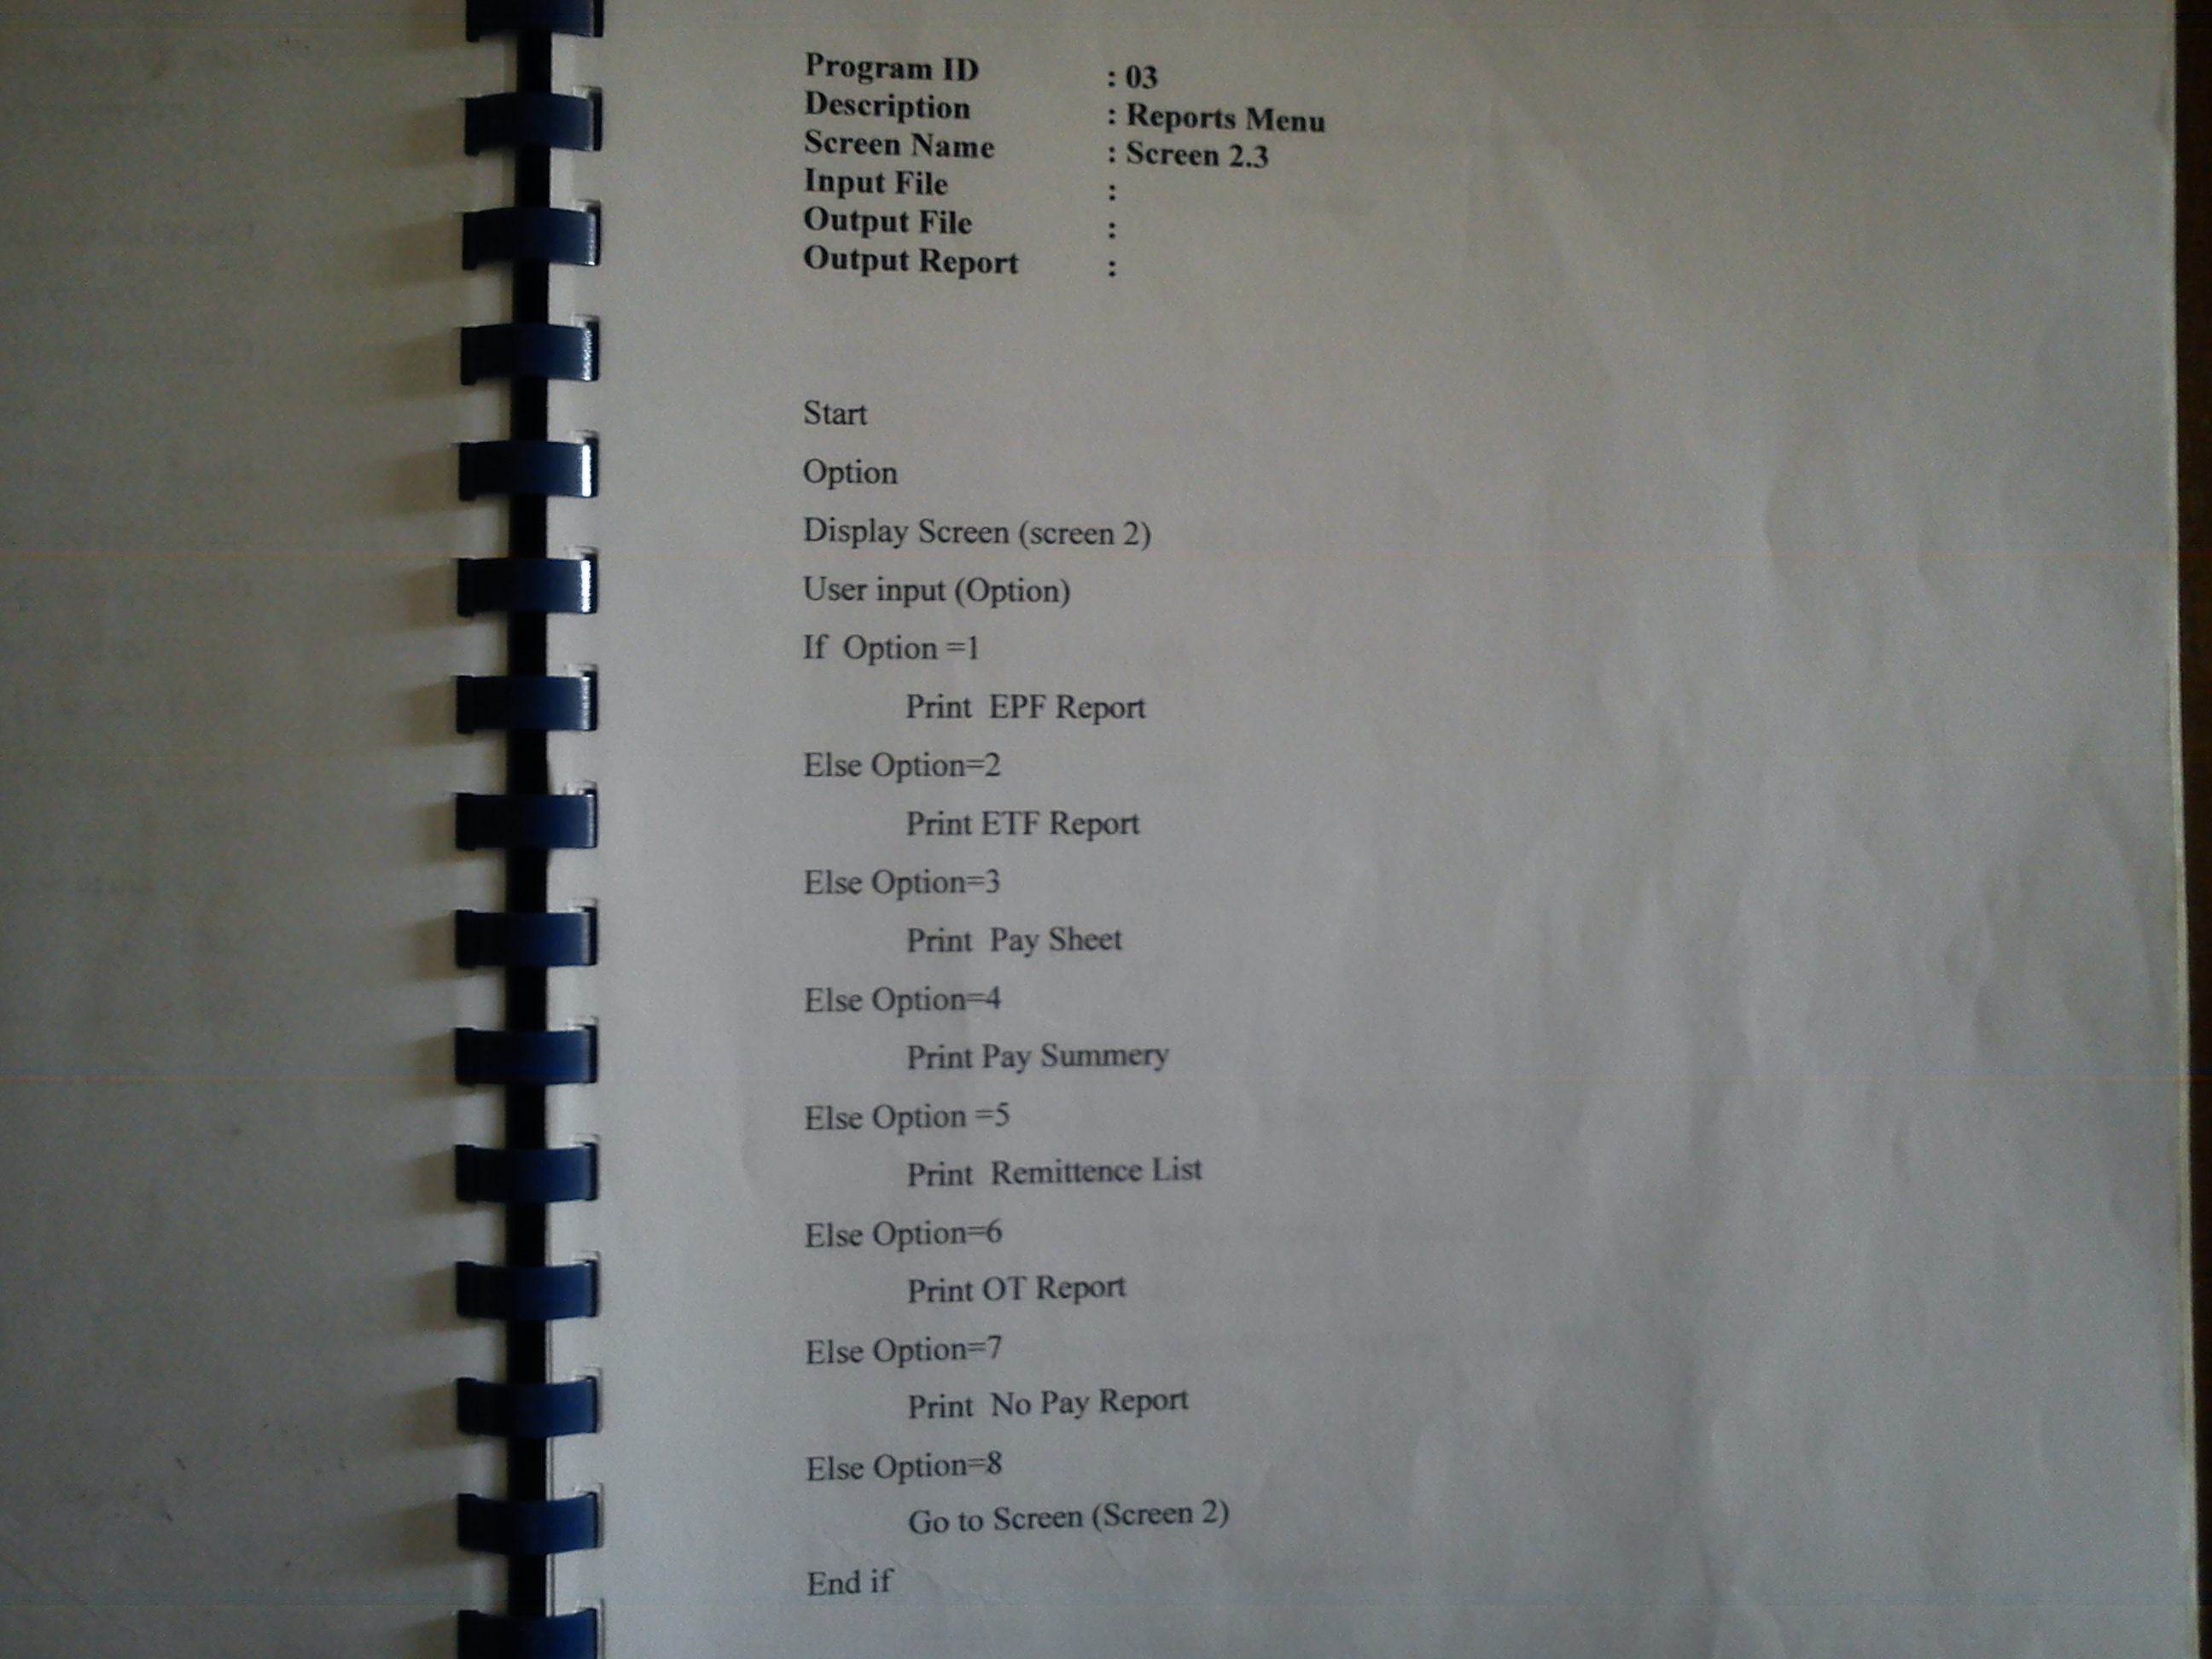 Program ID : 03
Description : Reports Menu
Screen Name : Screen 2.3
Input File :
Output File :
Output Report :
Start
Option
Display Screen (screen 2)
User input (Option)
If Option =1
Print EPF Report
Else Option=2
Print ETF Report
Else Option=3
Print Pay Sheet
Else Option=4
Print Pay Summery
Else Option =5
Print Remittence List
Else Option=6
Print OT Report
Else Option=7
Print No Pay Report
Else Option=8
Go to Screen (Screen 2)
End if